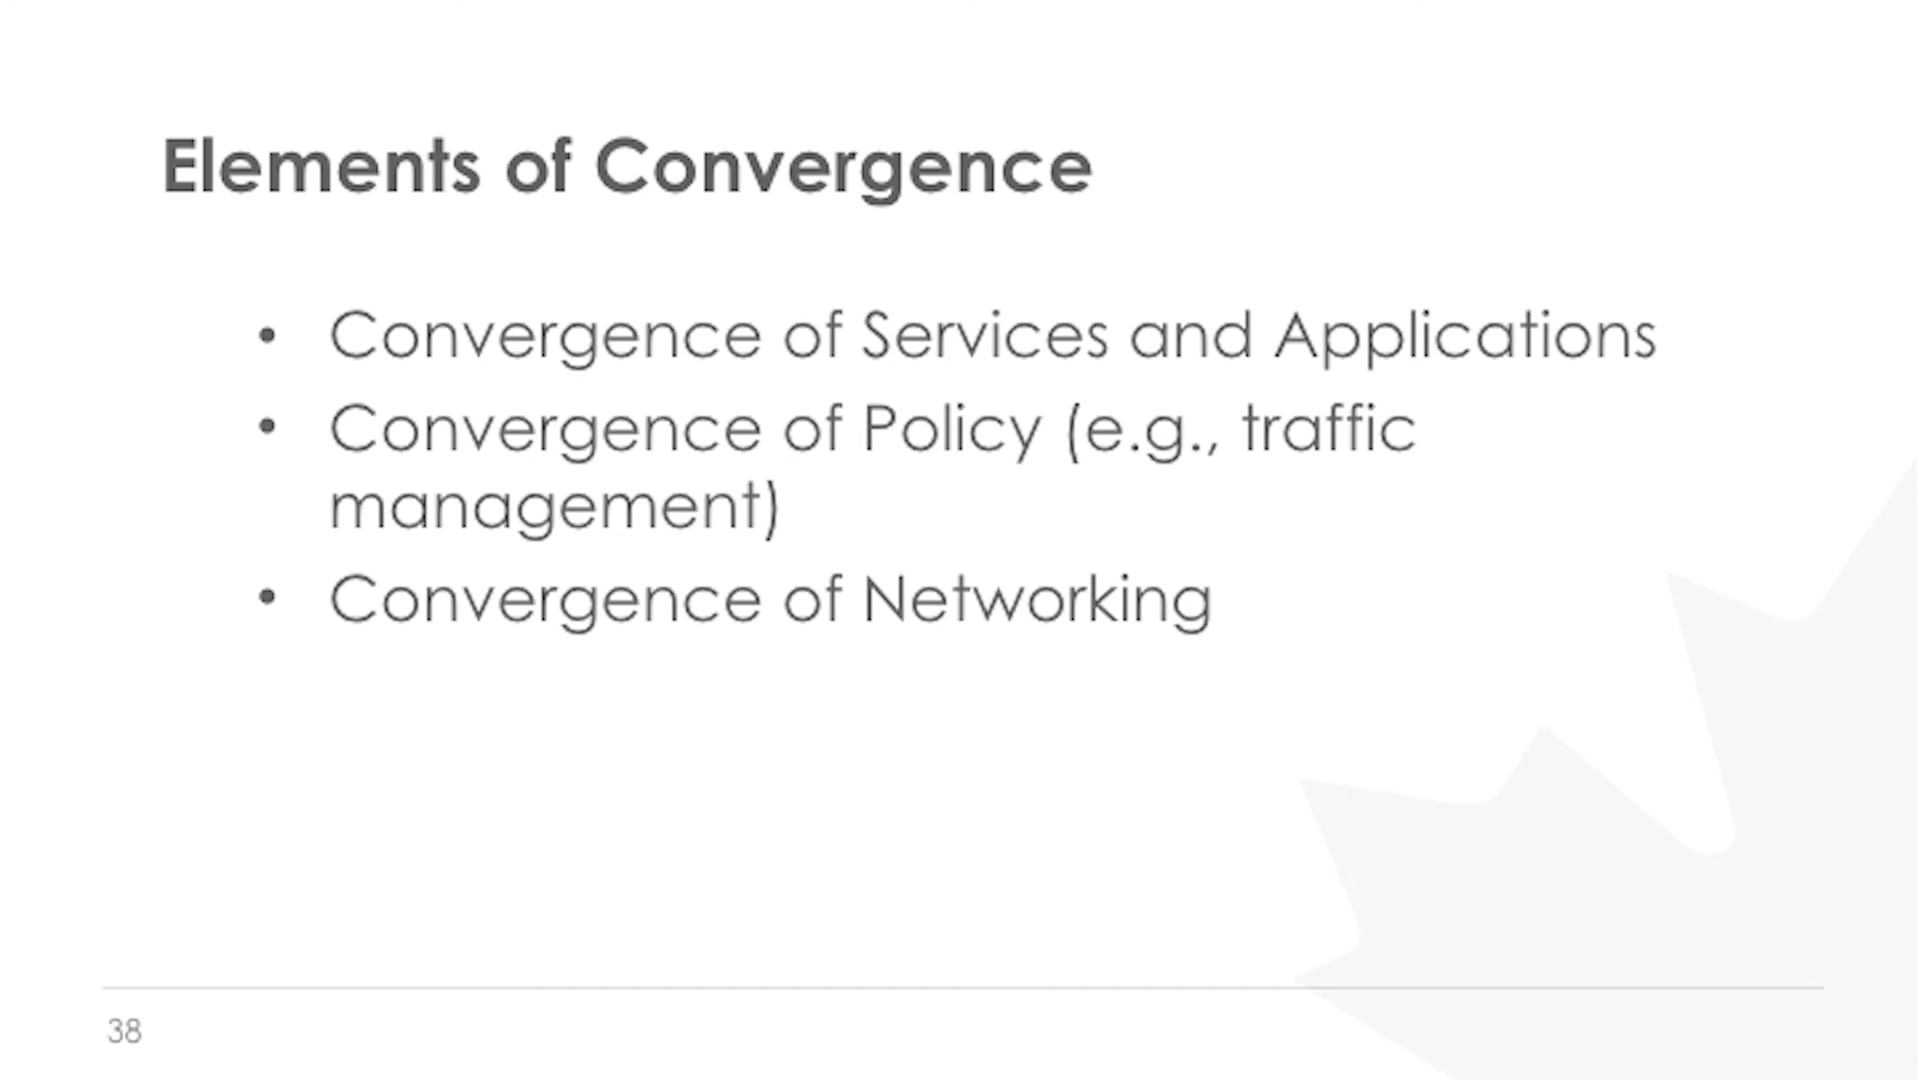 Elements of Convergence
• Convergence of Services and Applications
• Convergence of Policy (e.g., traffic
management)
• Convergence of Networking
38